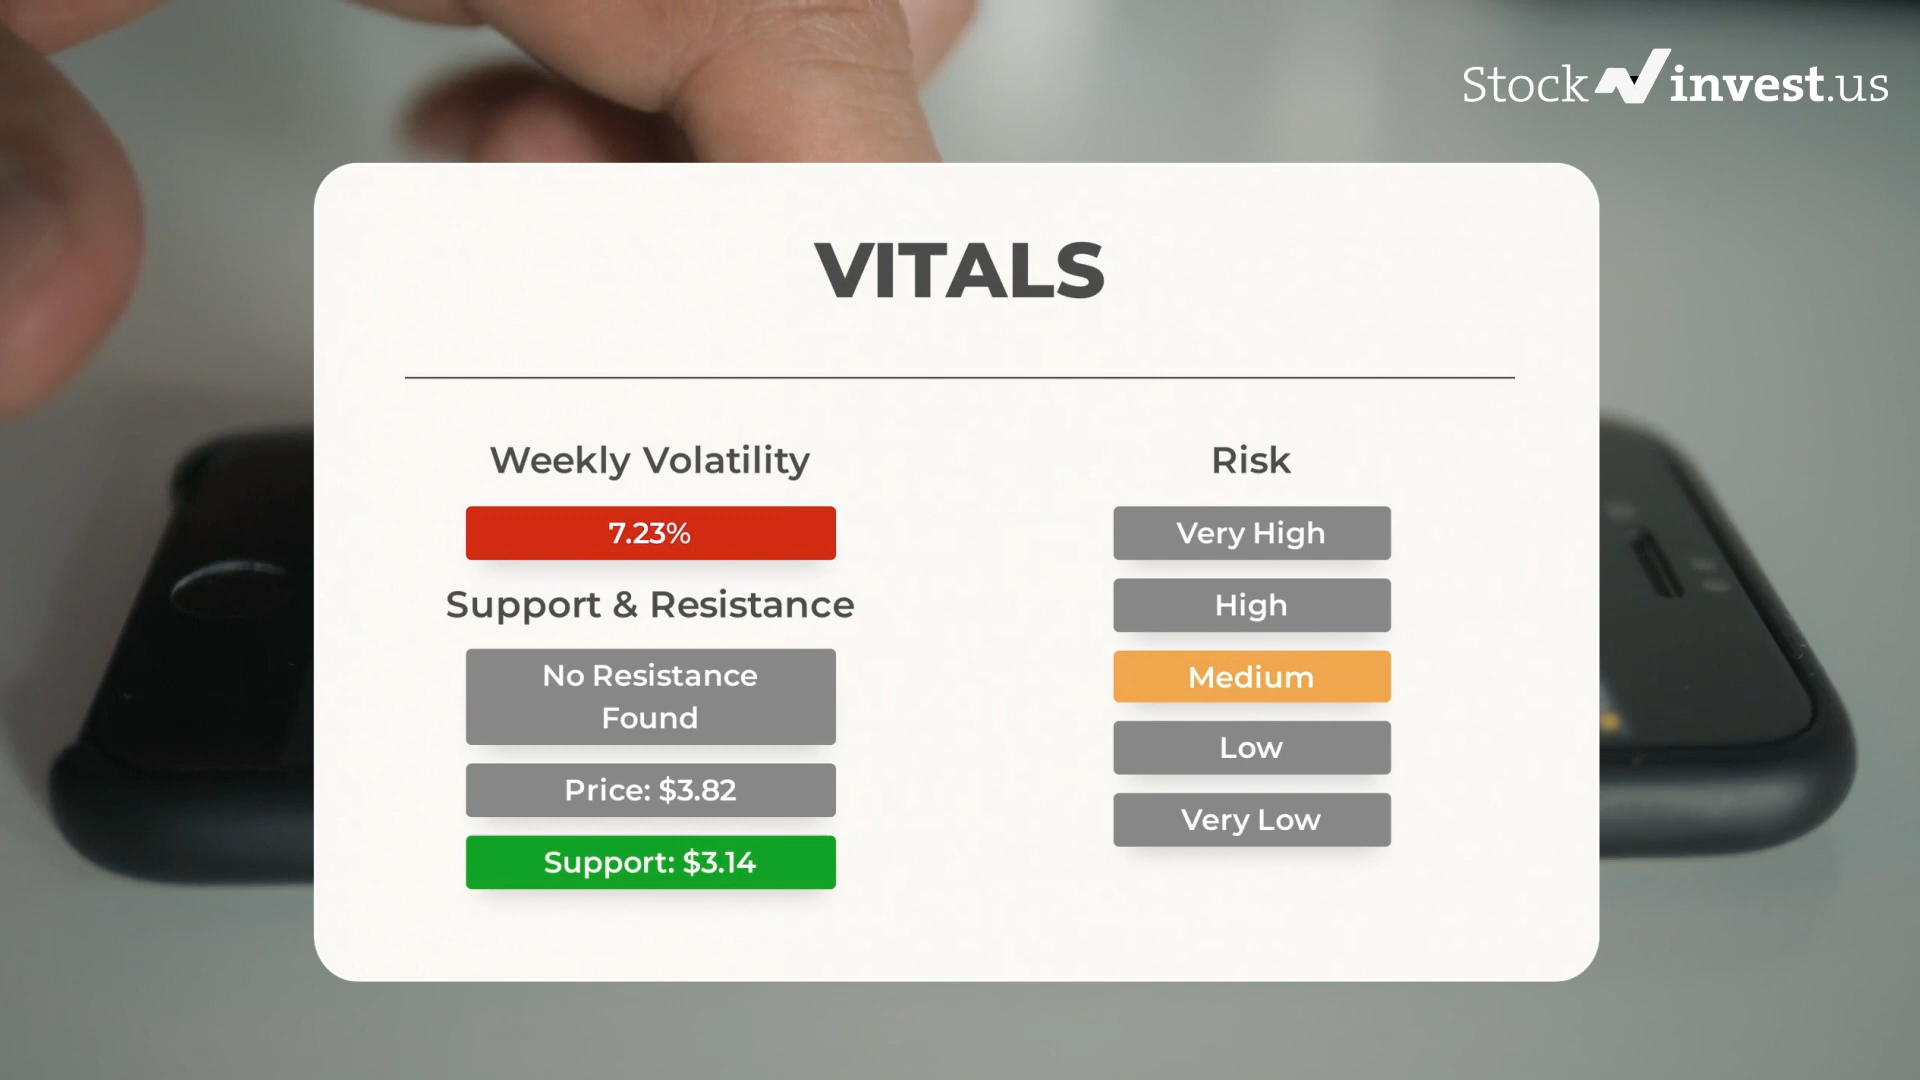 Stock invest.us
VITALS
Weekly Volatility
7.23%
Support & Resistance
No Resistance
Found
Price: $3.82
Support: $3.14
Risk
Very High
High
Medium
Low
Very Low